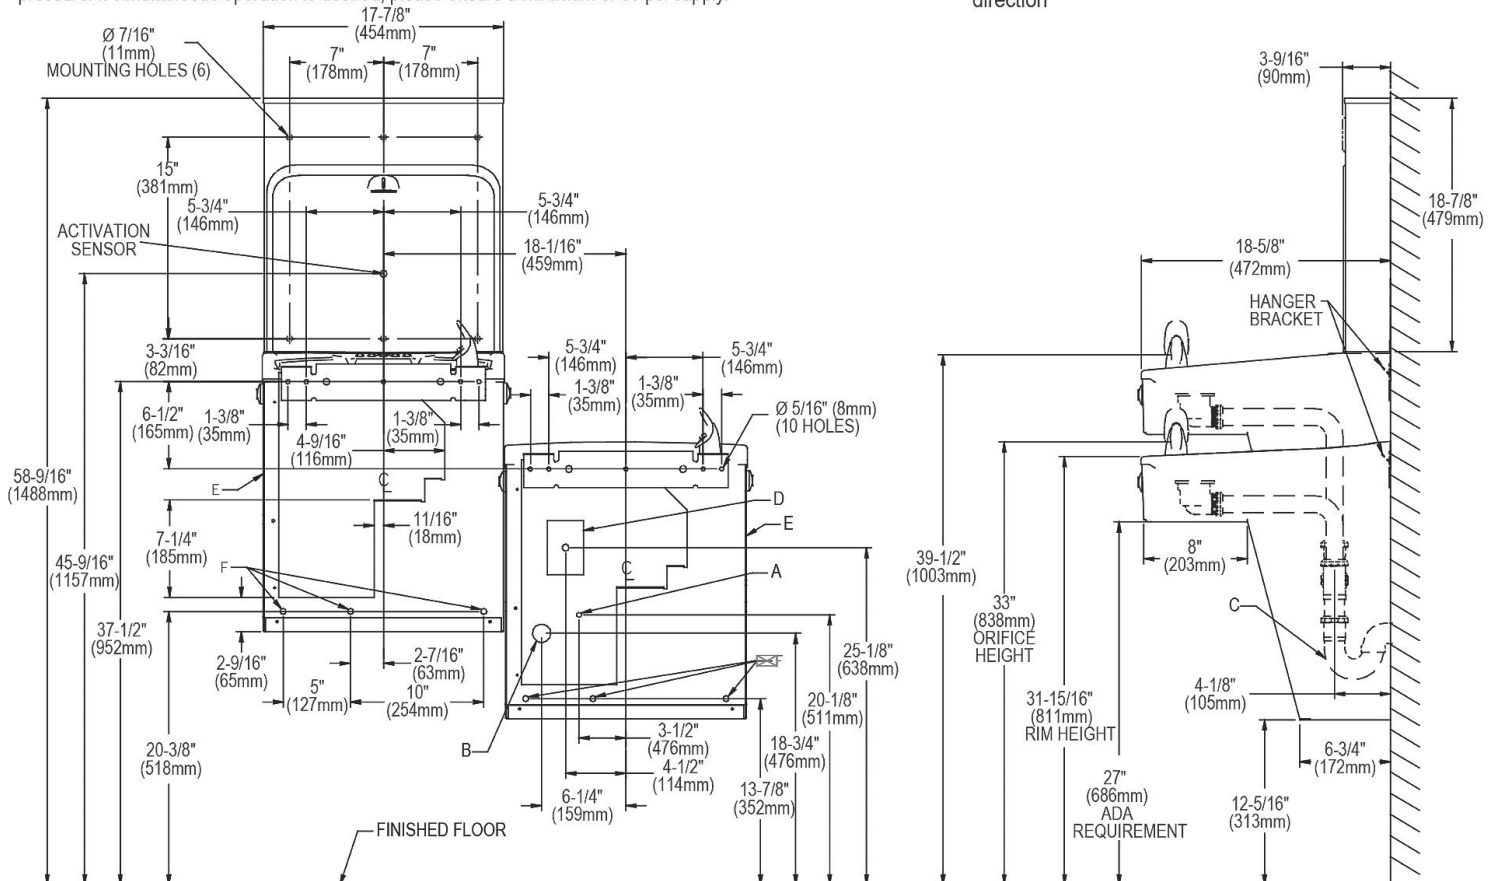 direction
17-7/8"
(454mm)
Ø 7/16"
(11mm)
MOUNTING HOLES (6)
7"
(178mm)
7"
(178mm)
3-9/16"
(90mm)
15"
(381mm)
5-3/4"
(146mm)
5-3/4"
(146mm)
ACTIVATION
SENSOR
18-1/16"
(459mm)
18-7/8"
(479mm)
18-5/8"
(472mm)
HANGER
BRACKET
3-3/16"
(82mm)
5-3/4"
(146mm)
5-3/4"
(146mm)
6-1/2"
(165mm)
1-3/8"
(35mm)
1-3/8"
(35mm)
4-9/16"
(116mm)
1-3/8"
(35mm)
1-3/8"
(35mm)
Ø 5/16" (8mm)
(10 HOLES)
58-9/16"
(1488mm)
E
C
D
E
11/16"
(18mm)
7-1/4"
(185mm)
45-9/16"
(1157mm)
F
C
A
8"
(203mm)
39-1/2"
(1003mm)
C
33"
(838mm)
ORIFICE
HEIGHT
37-1/2"
(952mm)
2-9/16"
(65mm)
2-7/16"
(63mm)
5"
(127mm)
10"
(254mm)
25-1/8"
(638mm)
20-1/8"
(511mm)
4-1/8"
(105mm)
31-15/16"
(811mm)
RIM HEIGHT
20-3/8"
(518mm)
B
3-1/2"
(476mm)
4-1/2"
(114mm)
18-3/4"
(476mm)
6-1/4"
(159mm)
13-7/8"
(352mm)
6-3/4"
(172mm)
27"
(686mm)
ADA
REQUIREMENT
12-5/16"
(313mm)
FINISHED FLOOR